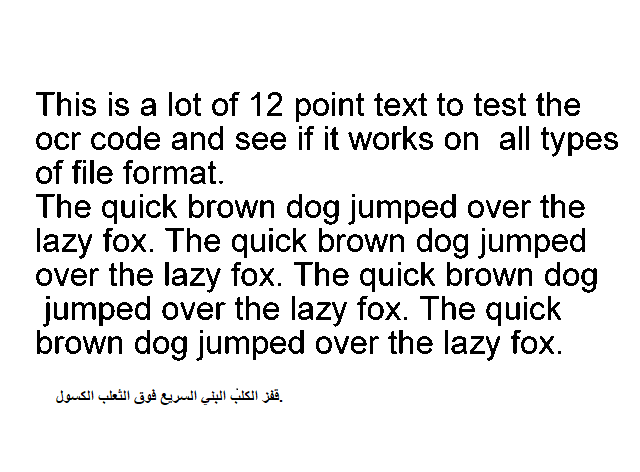 This is a lot of 12 point text to test the
ocr code and see if it works on  all types
of file format.
The quick brown dog jumped over the
lazy fox. The quick brown dog jumped
over the lazy fox. The quick brown dog
jumped over the lazy fox. The quick
brown dog jumped over the lazy fox.
قفز الكلب البني السريع فوق الثعلب الكسول.